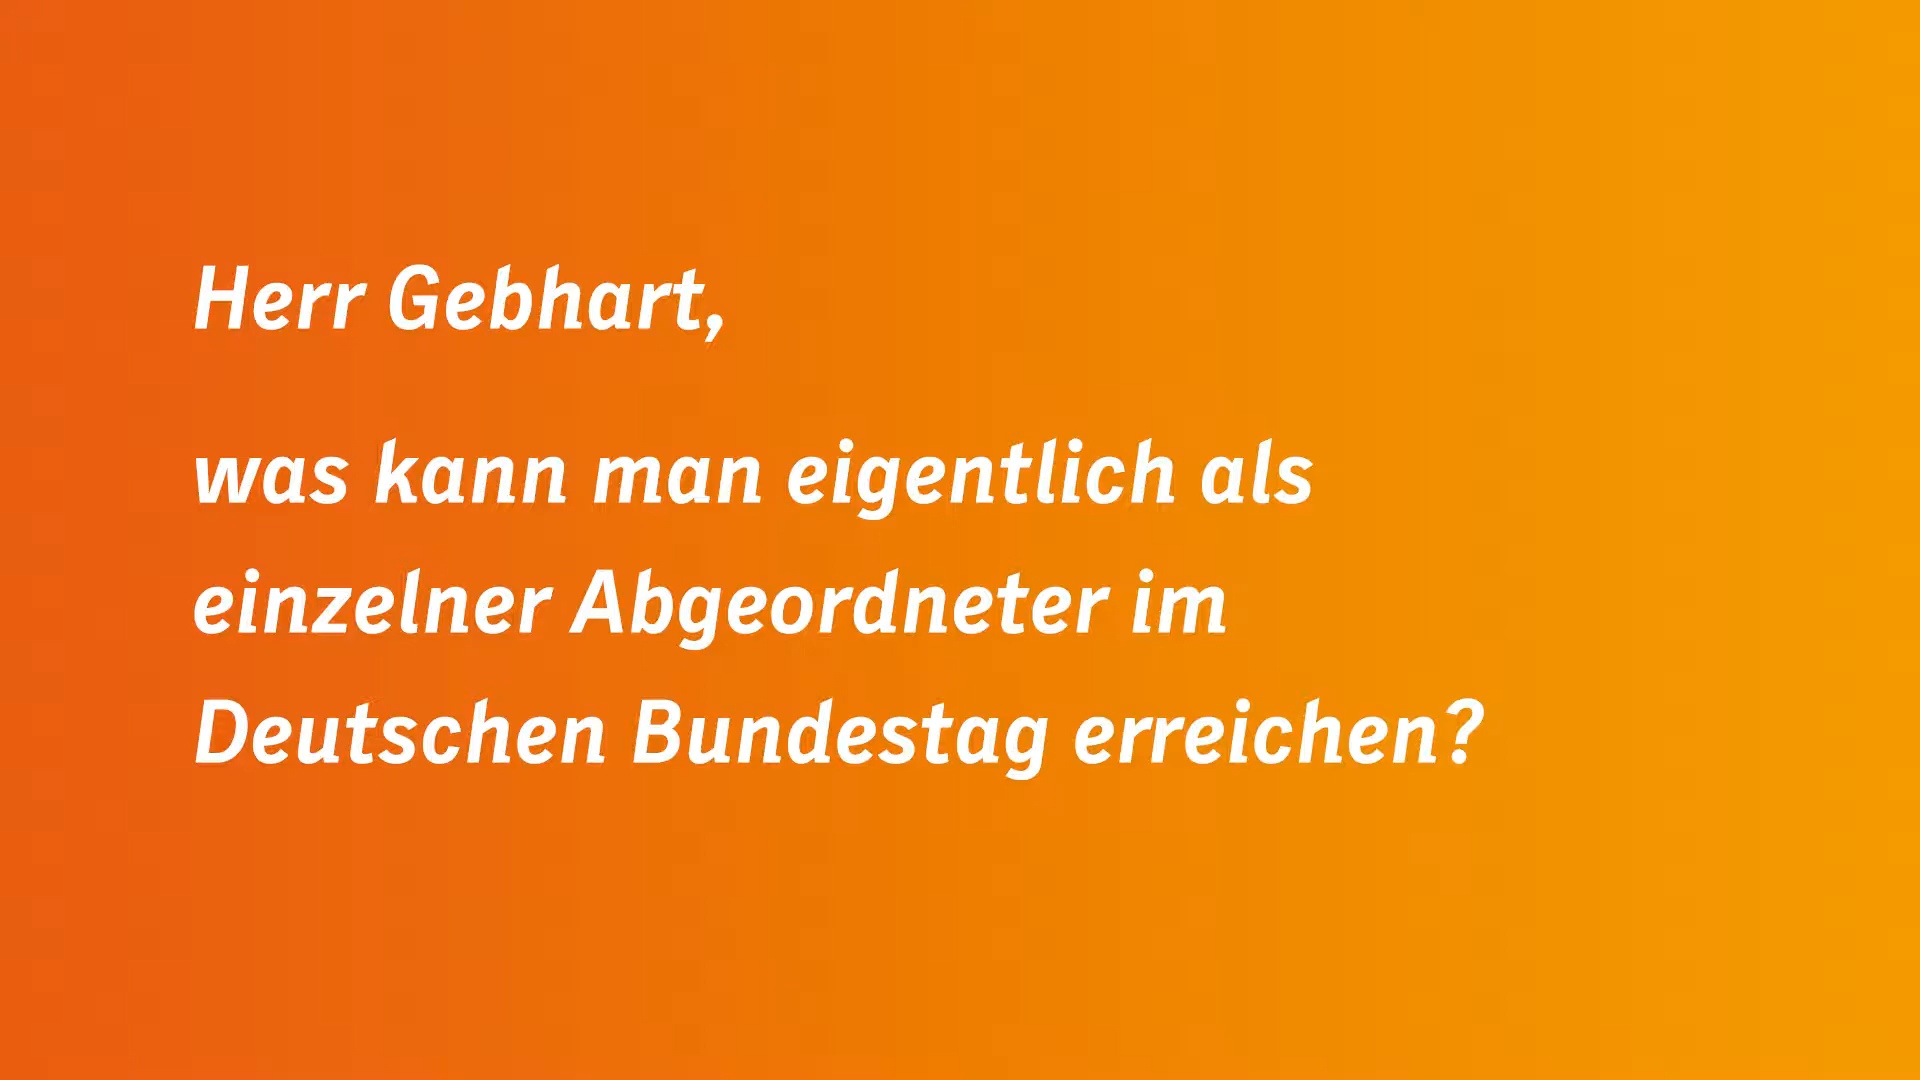 Herr Gebhart,
was kann man eigentlich als
einzelner Abgeordneter im
Deutschen Bundestag erreichen?